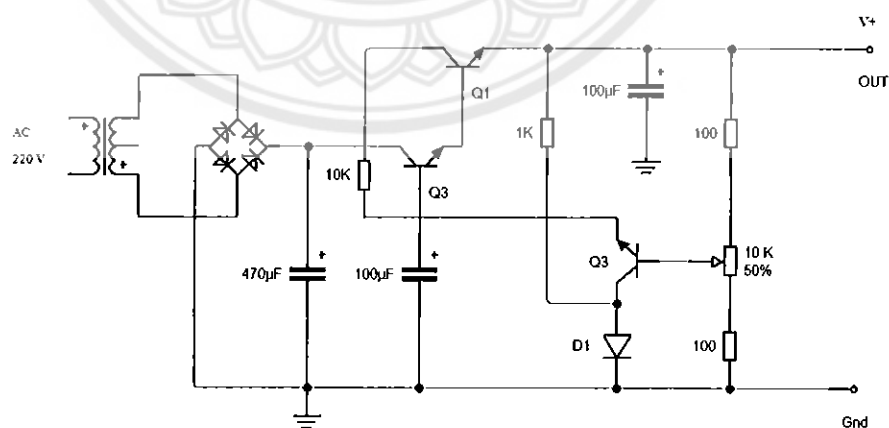 V+
OUT
Q1
100µF
AC
220 V
1K
100
10K
Q3
Q3
10 K
50%
470µF
100µF
D1
100
Gnd